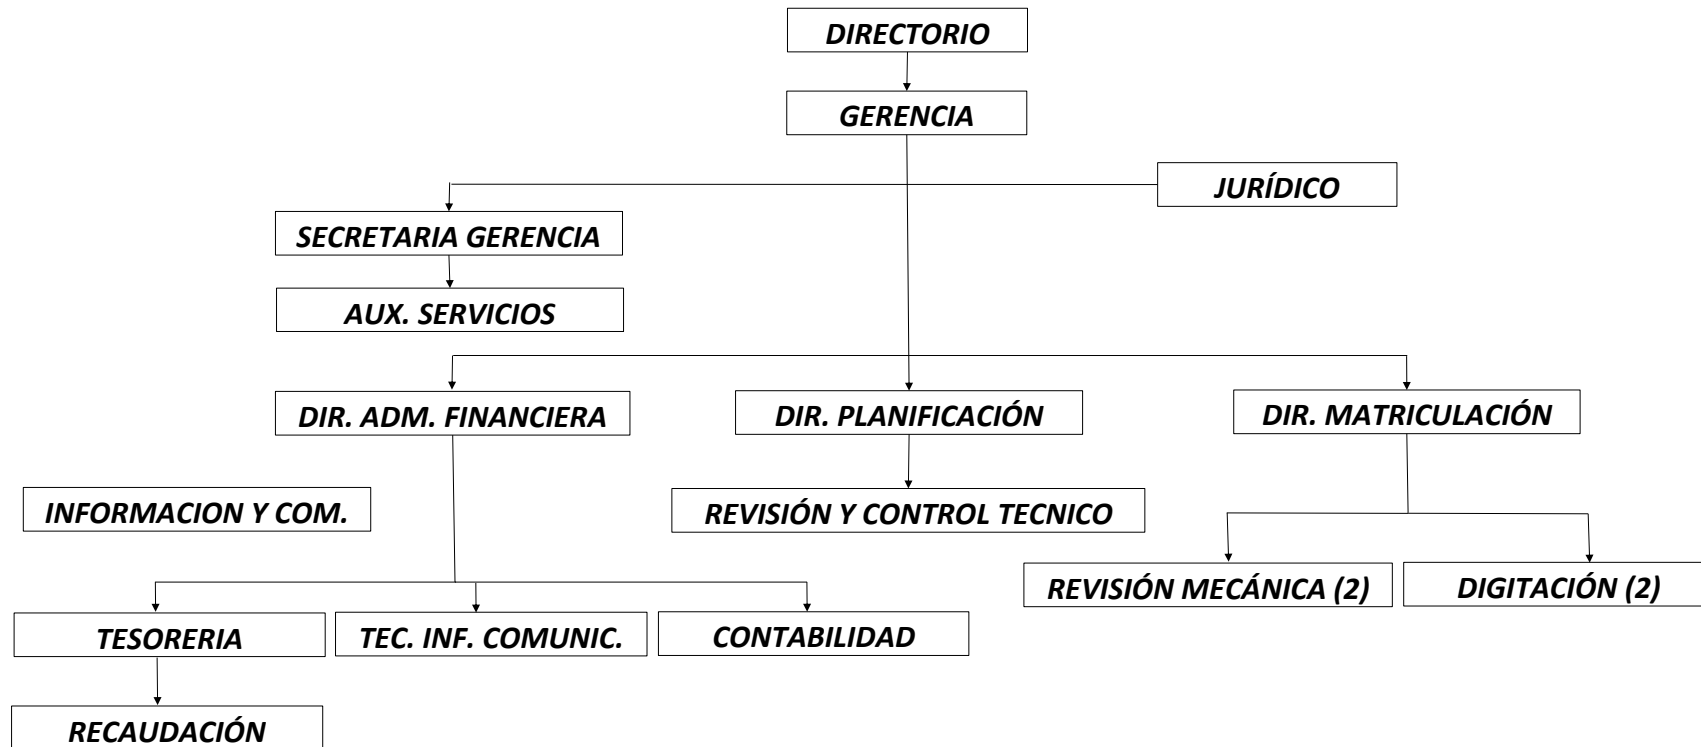 DIRECTORIO
GERENCIA
JURÍDICO
SECRETARIA GERENCIA
AUX. SERVICIOS
DIR. ADM. FINANCIERA
DIR. PLANIFICACIÓN
DIR. MATRICULACIÓN
INFORMACION Y COM.
REVISIÓN Y CONTROL TECNICO
REVISIÓN MECÁNICA (2)
DIGITACIÓN (2)
TESORERIA
TEC. INF. COMUNIC.
CONTABILIDAD
RECAUDACIÓN